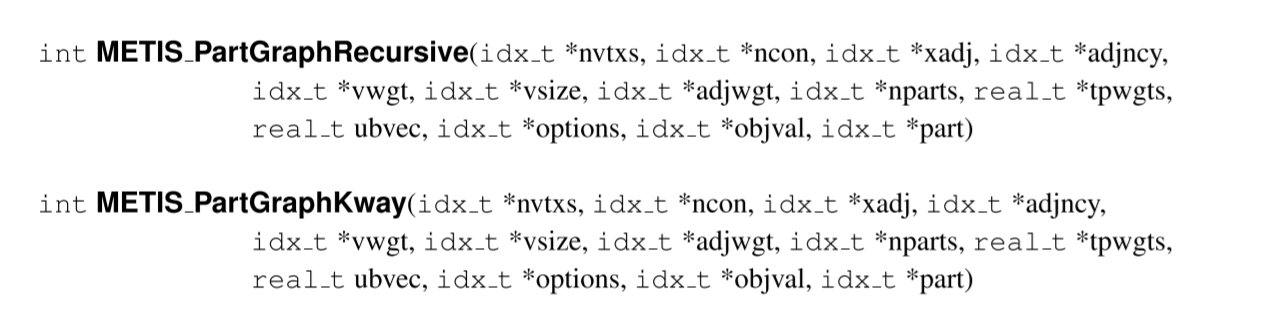 int METIS_PartGraphRecursive(idx_t *nvtxs, idx_t *ncon, idx_t *xadj, idx_t *adjncy,
idx_t *vwgt, idx_t *vsize, idx_t *adjwgt, idx_t *nparts, real_t *tpwgts,
real_t ubvec, idx_t *options, idx_t *objval, idx_t *part)
int METIS_PartGraphKway(idx_t *nvtxs, idx_t *ncon, idx_t *xadj, idx_t *adjncy,
idx_t *vwgt, idx_t *vsize, idx_t *adjwgt, idx_t *nparts, real_t *tpwgts,
real_t ubvec, idx_t *options, idx_t *objval, idx_t *part)